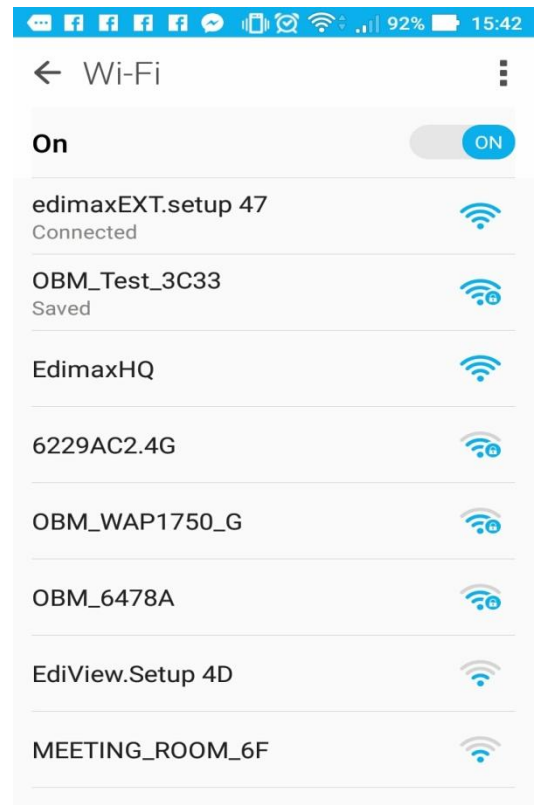 92% 15:42
Wi-Fi
On ON
edimaxEXT.setup 47
Connected
OBM_Test_3C33
Saved
EdimaxHQ
6229AC2.4G
OBM_WAP1750_G
OBM_6478A
EdiView.Setup 4D
MEETING_ROOM_6F